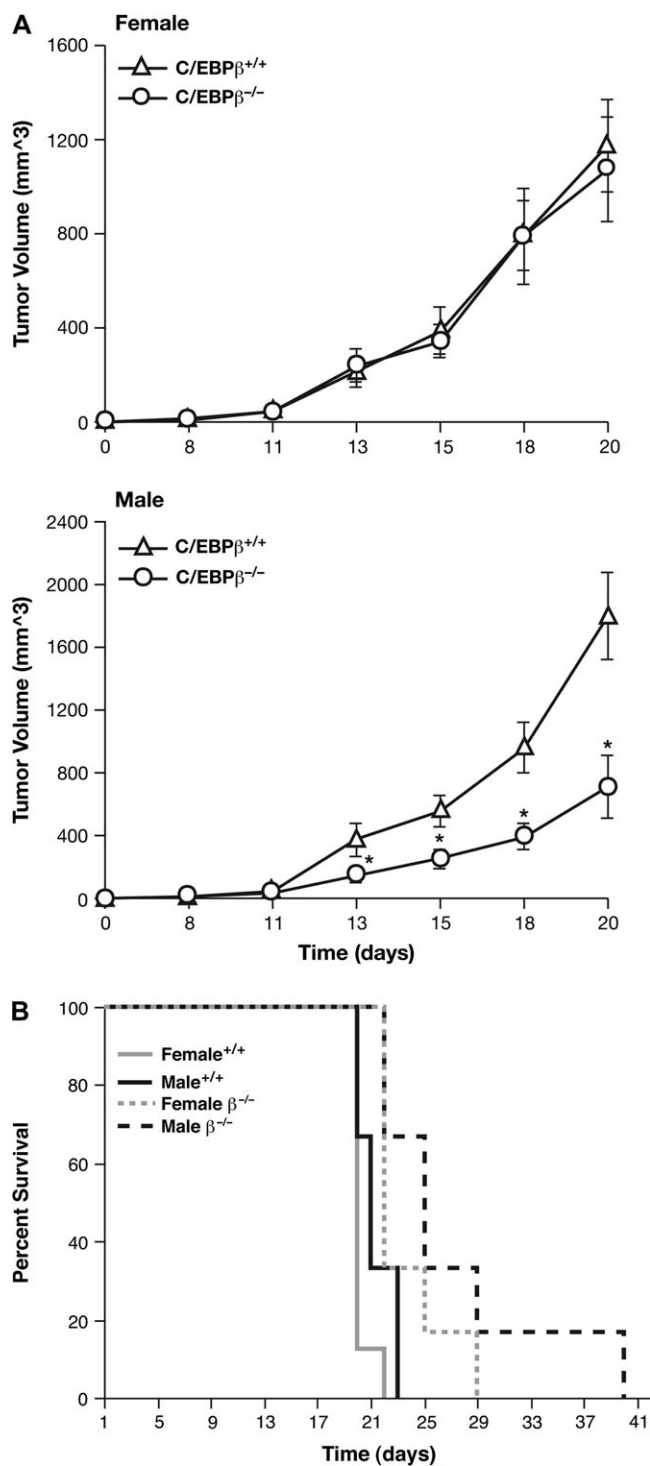 A
Female
1600
1200
800
400
0
Tumor Volume (mm^3)
C/EBPβ+/+
C/EBPβ−/−
0 8 11 13 15 18 20
Male
2400
2000
1600
1200
800
400
0
Tumor Volume (mm^3)
C/EBPβ+/+
C/EBPβ−/−
*
*
*
*
0 8 11 13 15 18 20
Time (days)
B
100
80
60
40
20
0
Percent Survival
Female+/+
Male+/+
Female β−/−
Male β−/−
1 5 9 13 17 21 25 29 33 37 41
Time (days)